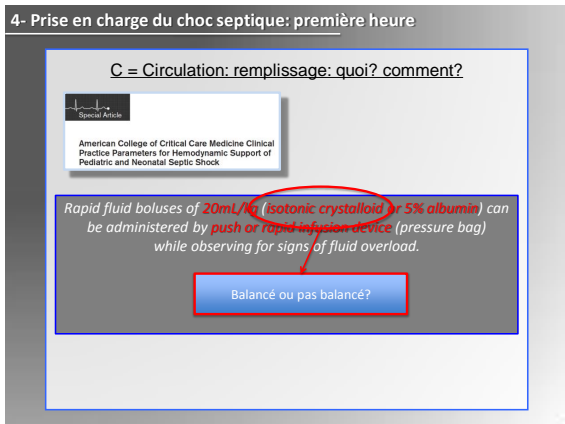 4- Prise en charge du choc septique: première heure
C = Circulation: remplissage: quoi? comment?
Special Article
American College of Critical Care Medicine Clinical
Practice Parameters for Hemodynamic Support of
Pediatric and Neonatal Septic Shock
Rapid fluid boluses of 20mL/kg (isotonic crystalloid or 5% albumin) can
be administered by push or rapid infusion device (pressure bag)
while observing for signs of fluid overload.
Balancé ou pas balancé?